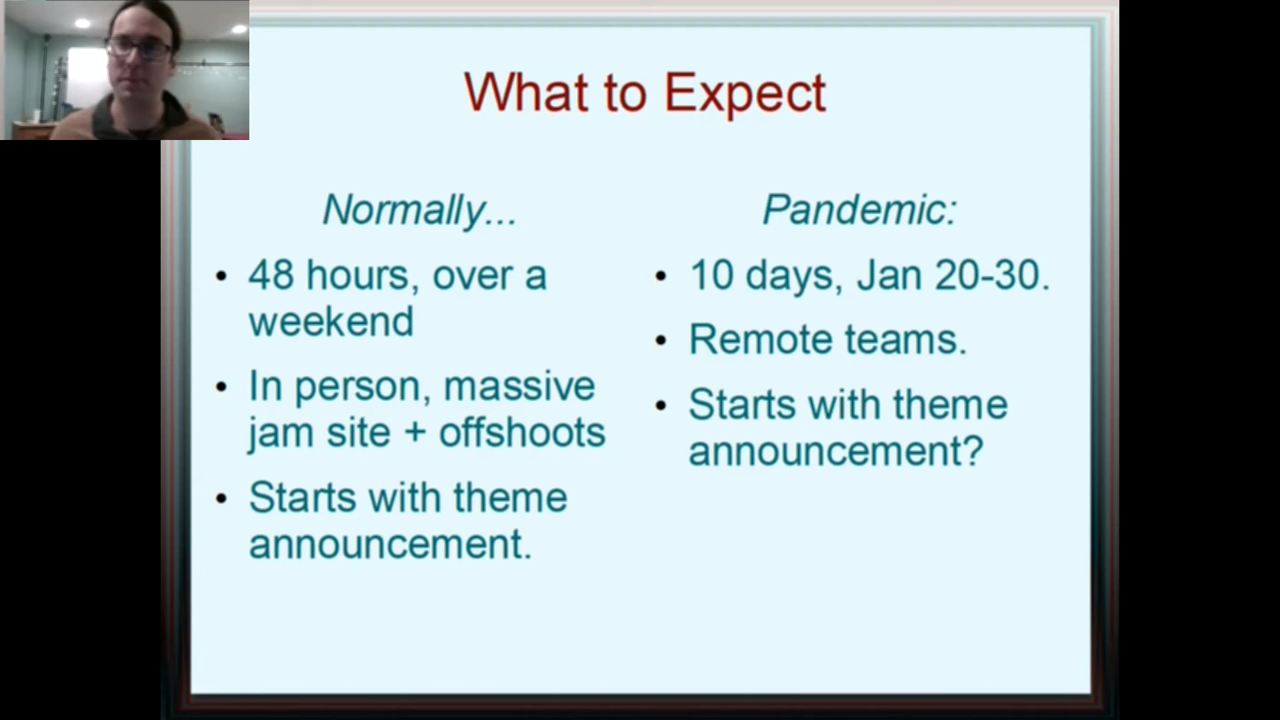 What to Expect
Normally...
• 48 hours, over a
weekend
• In person, massive
jam site + offshoots
• Starts with theme
announcement.
Pandemic:
• 10 days, Jan 20-30.
• Remote teams.
• Starts with theme
announcement?